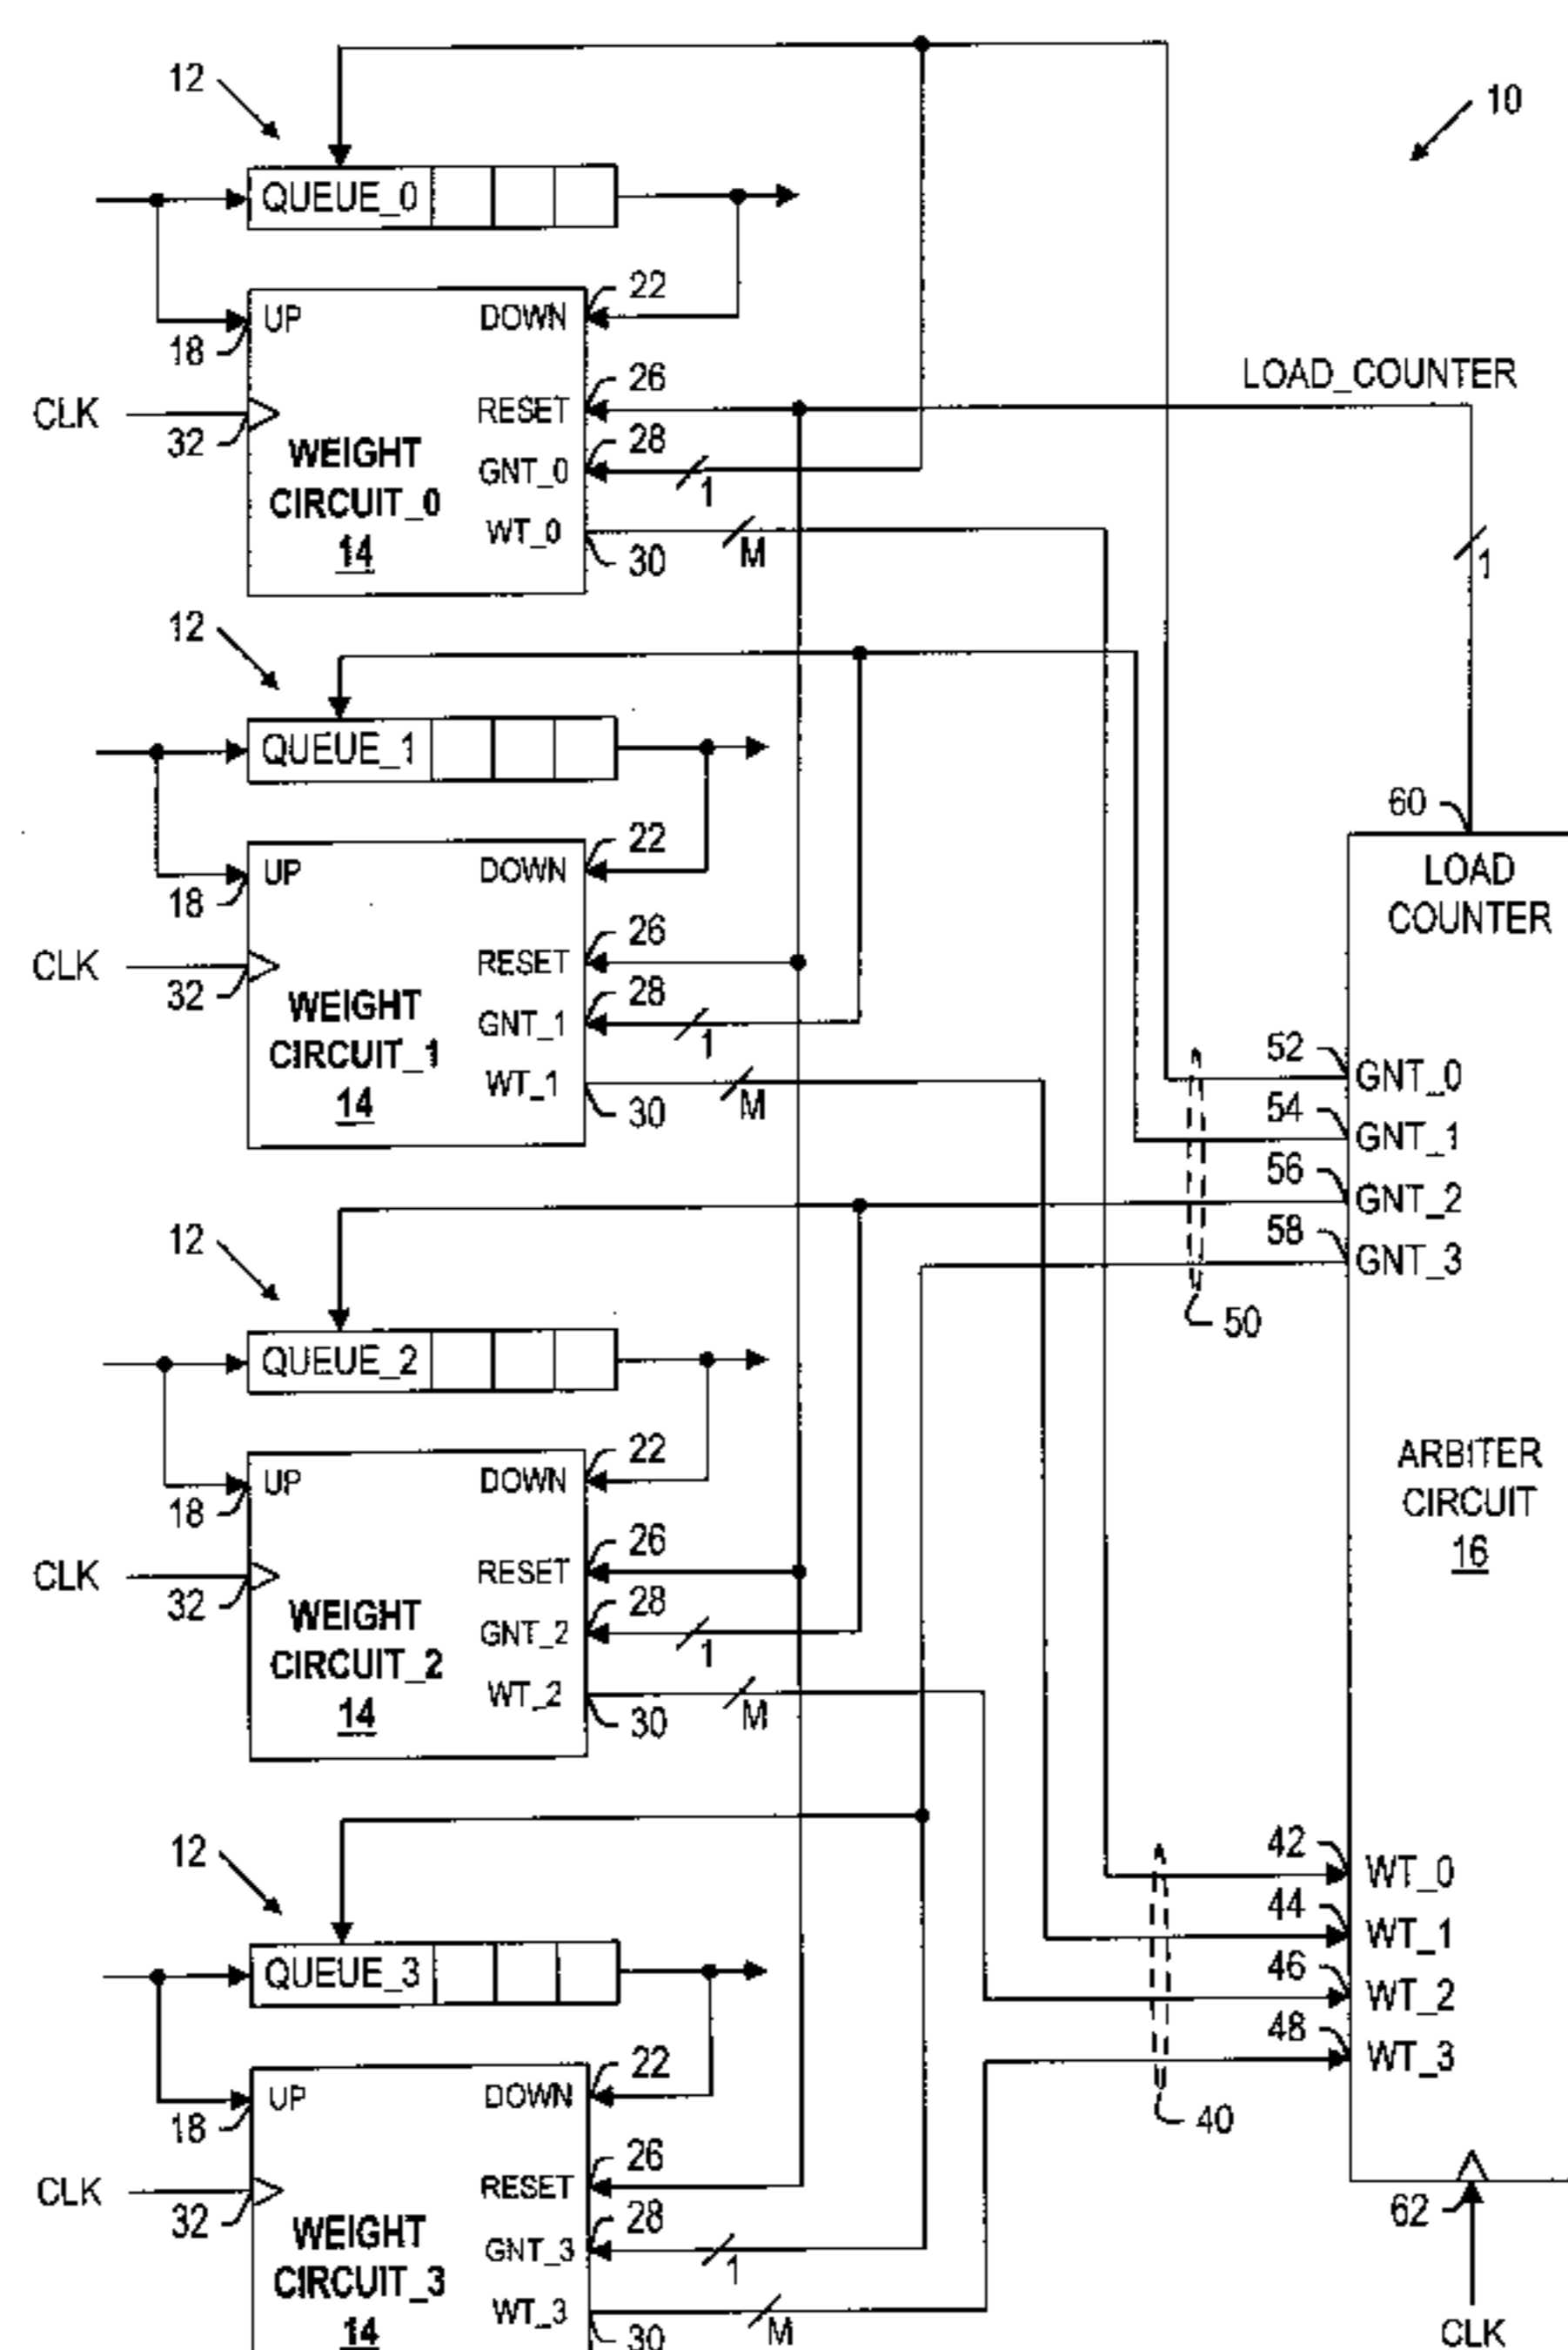 12
10
QUEUE_0
22
UP
DOWN
18
LOAD_COUNTER
26
CLK
RESET
32
28
WEIGHT
CIRCUIT_0
14
GNT_0
1
WT_0
M
30
1
12
QUEUE_1
60
22
UP
DOWN
LOAD
COUNTER
18
26
CLK
RESET
32
28
WEIGHT
CIRCUIT_1
14
GNT_1
1
WT_1
M
30
52
GNT_0
54
GNT_1
56
GNT_2
58
GNT_3
50
12
QUEUE_2
22
UP
DOWN
18
ARBITER
CIRCUIT
16
26
CLK
RESET
32
28
WEIGHT
CIRCUIT_2
14
GNT_2
1
WT_2
M
30
12
42
WT_0
44
WT_1
46
WT_2
48
WT_3
40
QUEUE_3
22
UP
DOWN
18
26
CLK
RESET
32
28
WEIGHT
CIRCUIT_3
14
GNT_3
1
WT_3
M
30
62
CLK